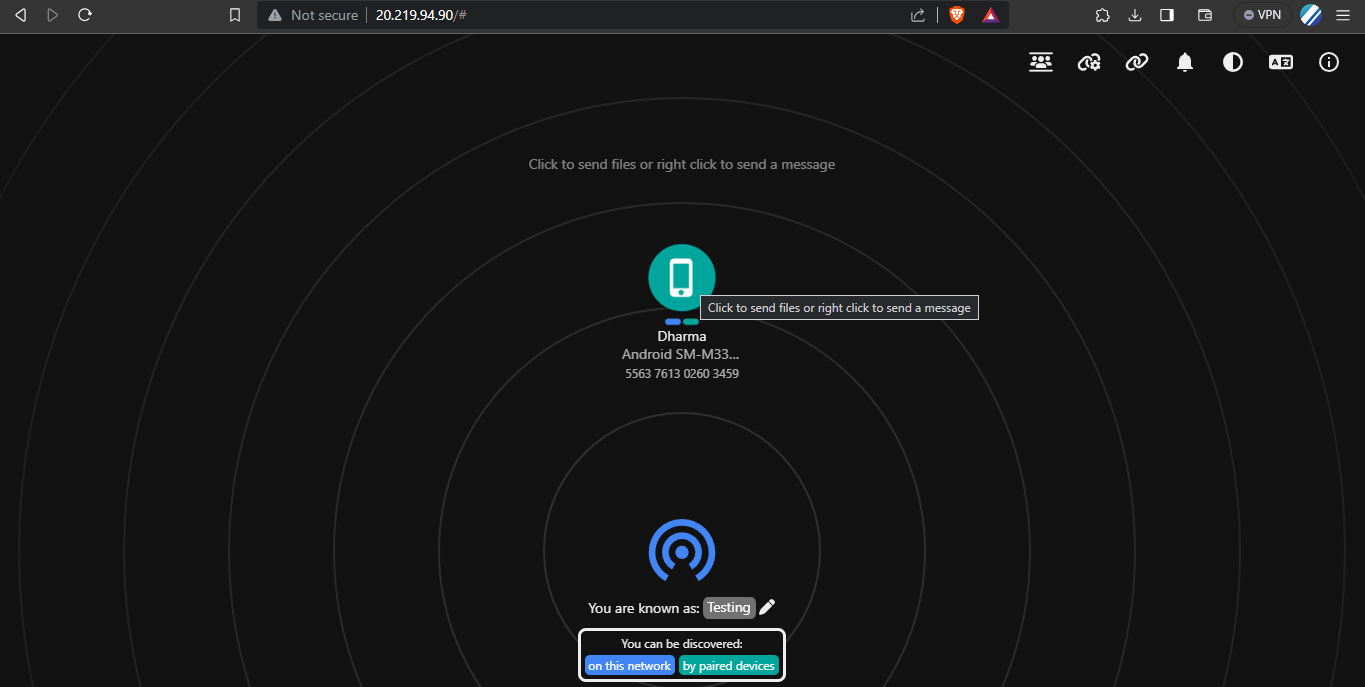 Not secure 20.219.94.90/# VPN
A
Click to send files or right click to send a message
Click to send files or right click to send a message
Dharma
Android SM-M33...
5563 7613 0260 3459
You are known as: Testing
You can be discovered:
on this network by paired devices